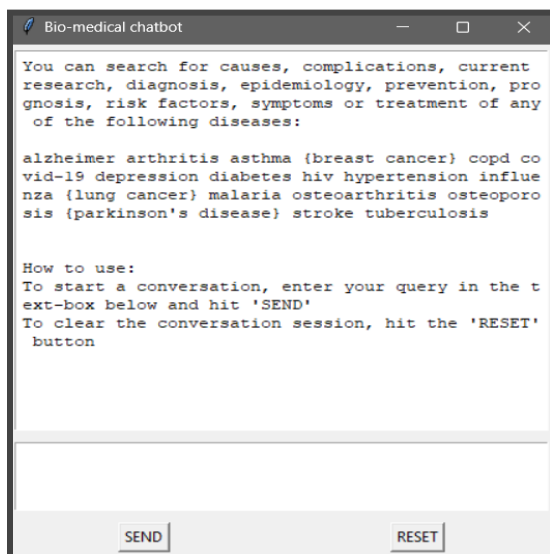 Bio-medical chatbot
You can search for causes, complications, current
research, diagnosis, epidemiology, prevention, pro
gnosis, risk factors, symptoms or treatment of any
 of the following diseases:
alzheimer arthritis asthma {breast cancer} copd co
vid-19 depression diabetes hiv hypertension influe
nza {lung cancer} malaria osteoarthritis osteoporo
sis {parkinson's disease} stroke tuberculosis
How to use:
To start a conversation, enter your query in the t
ext-box below and hit 'SEND'
To clear the conversation session, hit the 'RESET'
 button
SEND RESET